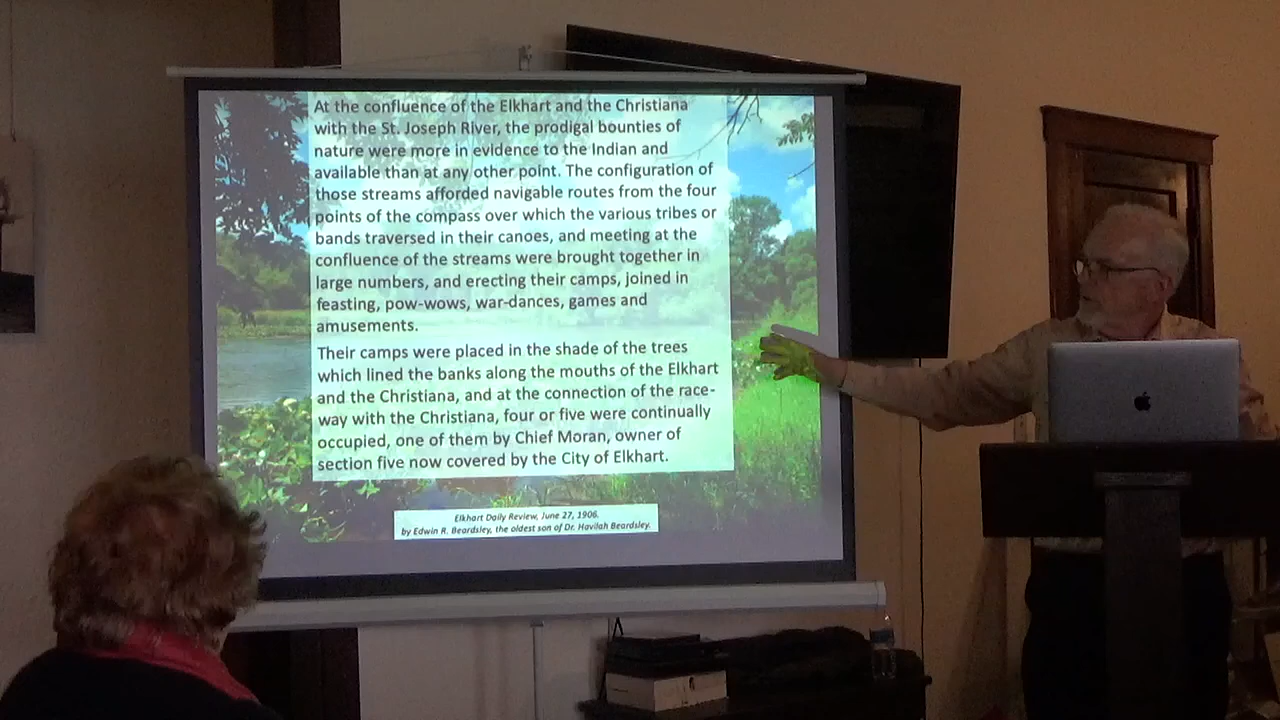 At the confluence of the Elkhart and the Christiana
with the St. Joseph River, the prodigal bounties of
nature were more in evidence to the Indian and
available than at any other point. The configuration of
those streams afforded navigable routes from the four
points of the compass over which the various tribes or
bands traversed in their canoes, and meeting at the
confluence of the streams were brought together in
large numbers, and erecting their camps, joined in
feasting, pow-wows, war-dances, games and
amusements.
Their camps were placed in the shade of the trees
which lined the banks along the mouths of the Elkhart
and the Christiana, and at the connection of the race-
way with the Christiana, four or five were continually
occupied, one of them by Chief Moran, owner of
section five now covered by the City of Elkhart.
Elkhart Daily Review, June 27, 1906.
by Edwin R. Beardsley, the oldest son of Dr. Havilah Beardsley.